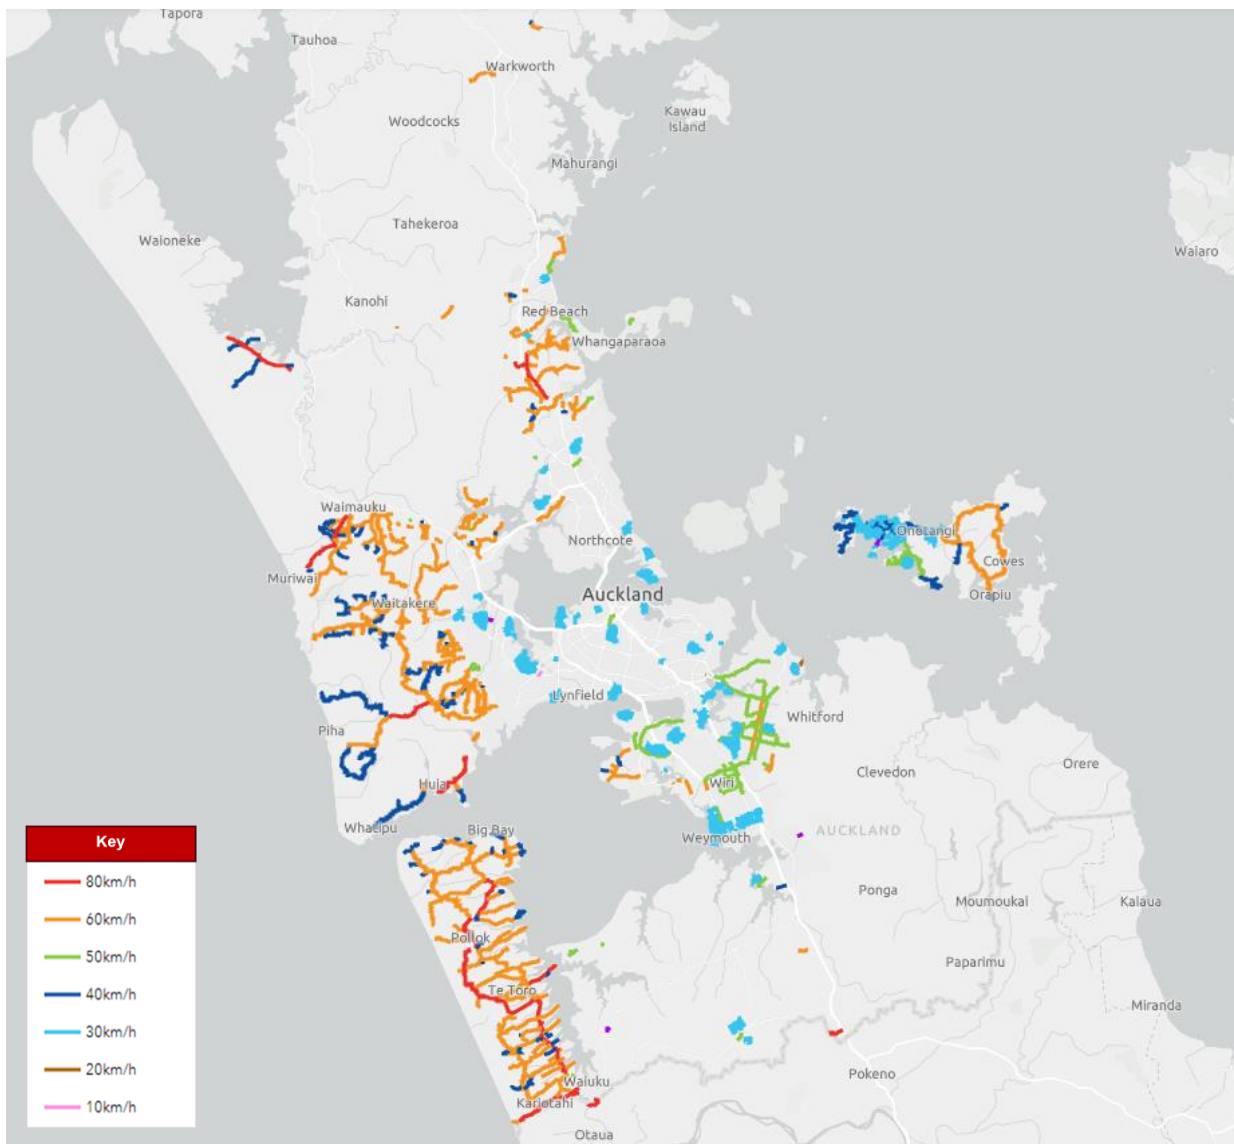 Tapora
Tauhoa
Warkworth
Kawau
Island
Woodcocks
Mahurangi
Tahekeroa
Waioneke
Waiaro
Kanohi
Red Beach
Whangaparaoa
Waimauku
Northcote
Onetangi
Cowes
Muriwai
Orapiu
Waitakere
Auckland
Lynfield
Whitford
Piha
Orere
Clevedon
Huia
Wiri
Whatipu
Big Bay
Weymouth
AUCKLAND
Key
80km/h
60km/h
50km/h
40km/h
30km/h
20km/h
10km/h
Ponga
Moumoukai
Kaiaua
Pollok
Paparimu
Te Toro
Miranda
Pokeno
Waiuku
Kariotahi
Otaua